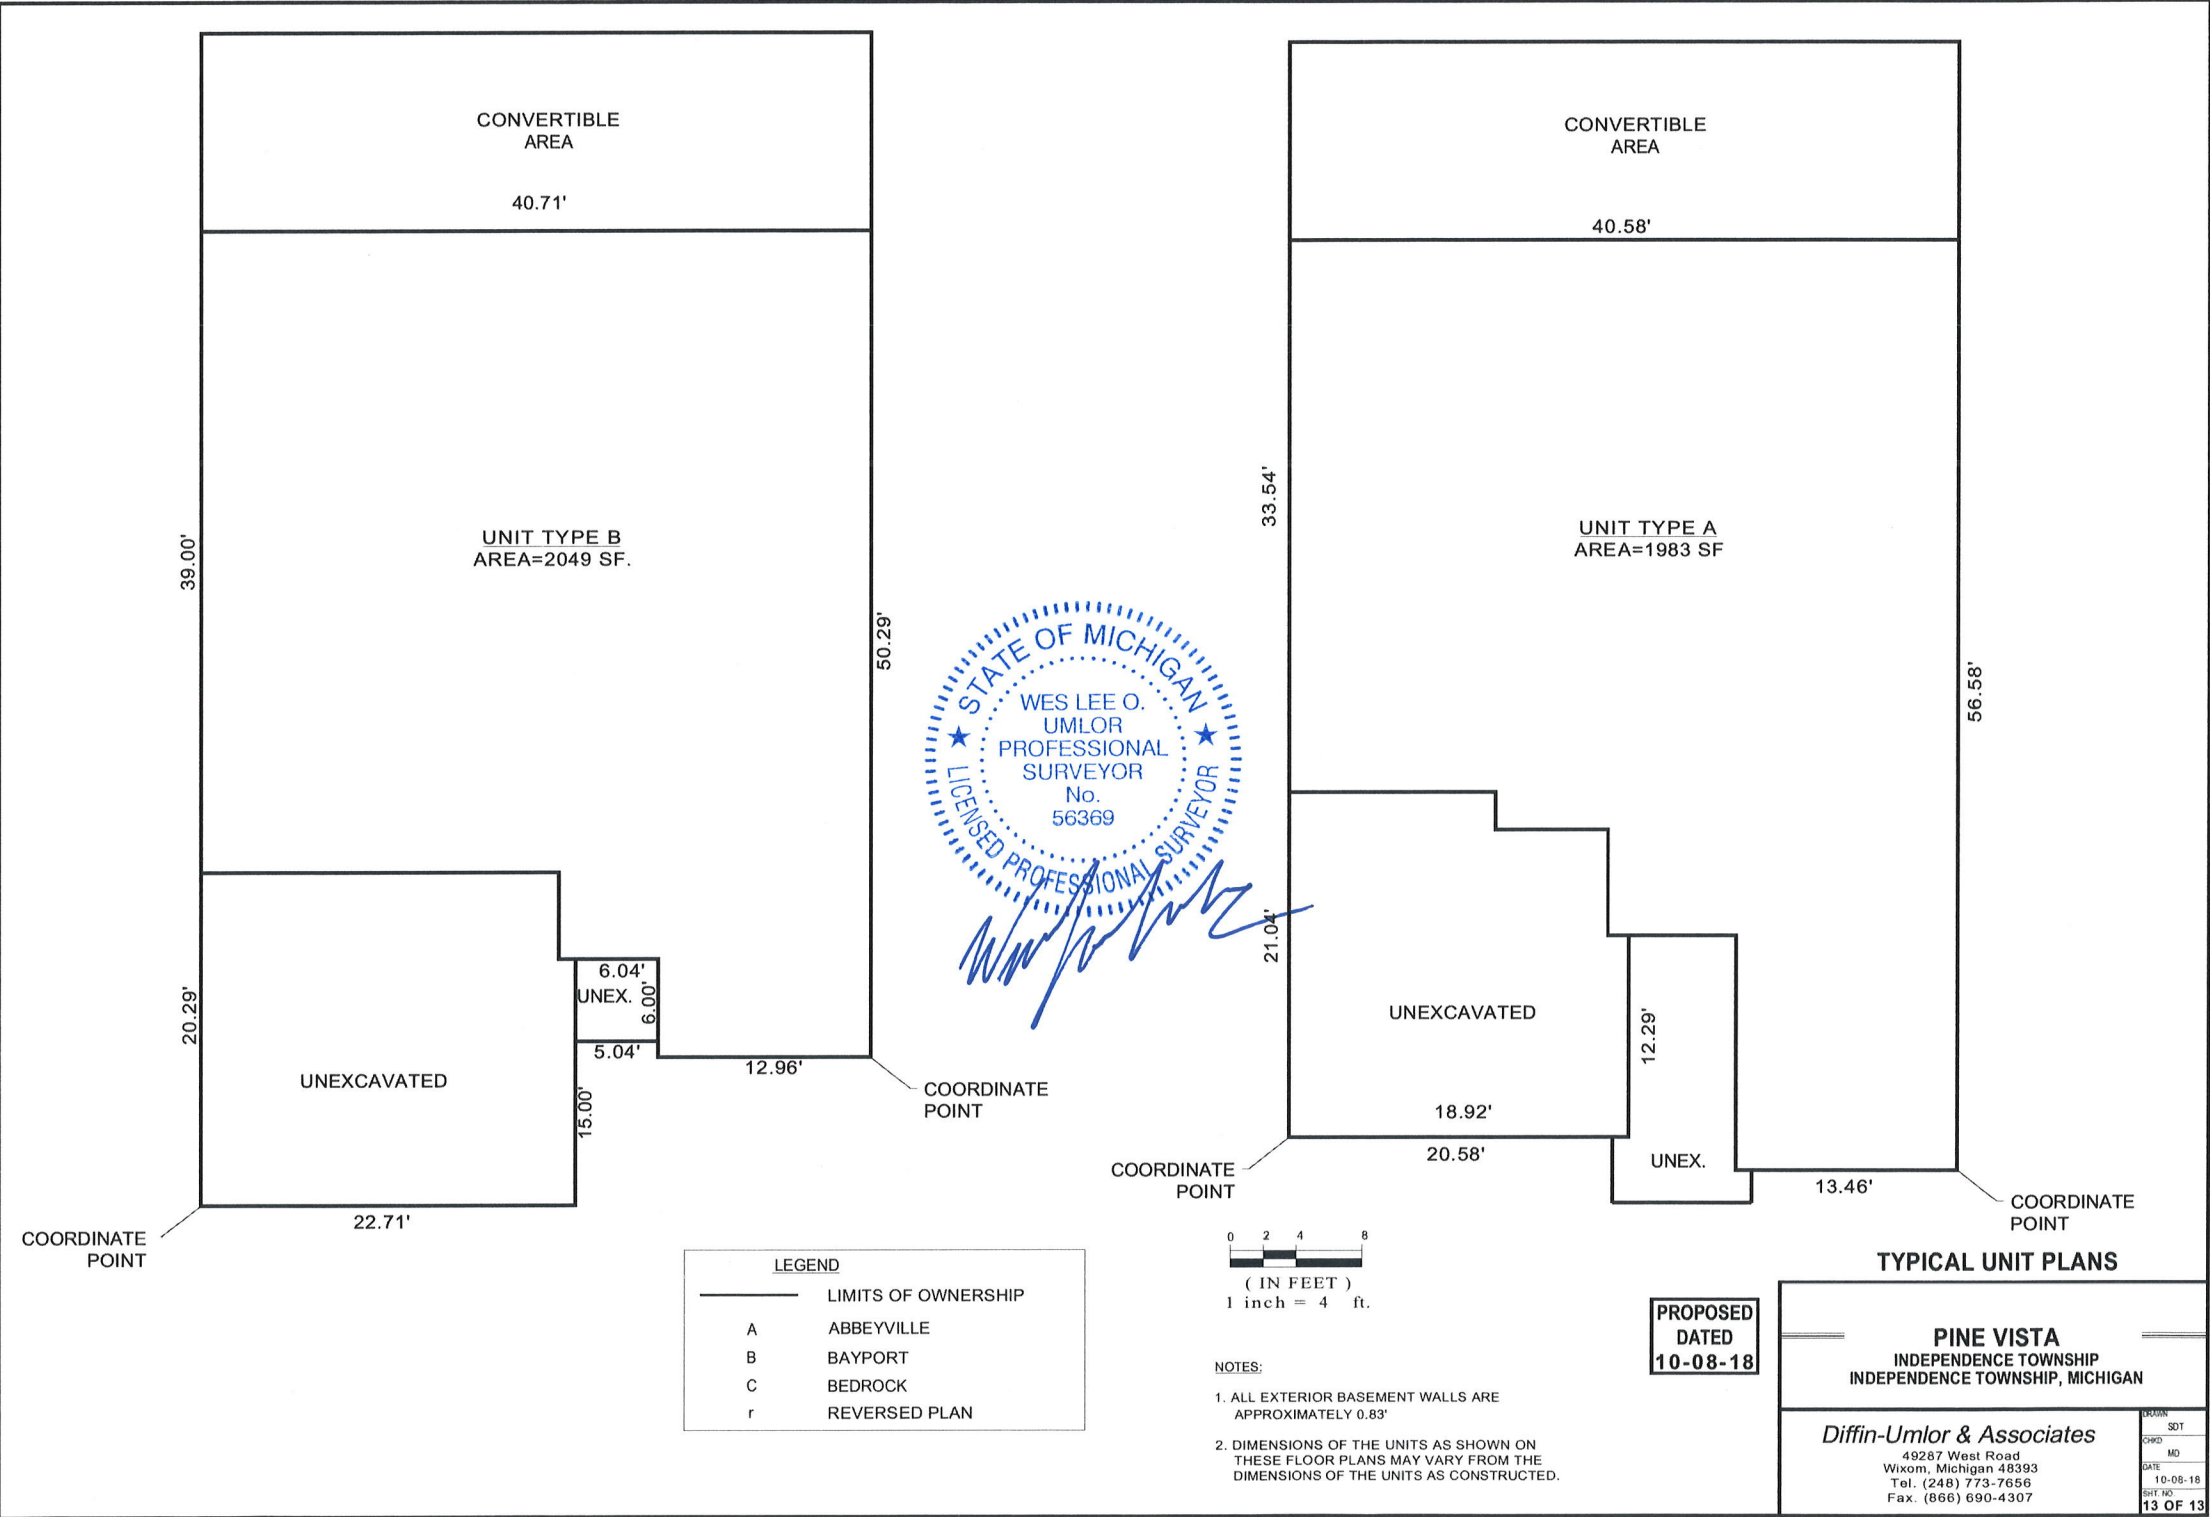 CONVERTIBLE
AREA
40.71'
UNIT TYPE B
AREA=2049 SF.
39.00'
50.29'
20.29'
6.04'
UNEX.
6.00'
5.04'
15.00'
12.96'
UNEXCAVATED
22.71'
COORDINATE
POINT
COORDINATE
POINT
STATE OF MICHIGAN
WES LEE O.
UMLOR
PROFESSIONAL
SURVEYOR
No.
56369
LICENSED PROFESSIONAL SURVEYOR
CONVERTIBLE
AREA
40.58'
33.54'
UNIT TYPE A
AREA=1983 SF
56.58'
21.04'
UNEXCAVATED
12.29'
18.92'
20.58'
UNEX.
13.46'
COORDINATE
POINT
COORDINATE
POINT
LEGEND
LIMITS OF OWNERSHIP
A ABBEYVILLE
B BAYPORT
C BEDROCK
r REVERSED PLAN
0 2 4 8
( IN FEET )
1 inch = 4 ft.
NOTES:
1. ALL EXTERIOR BASEMENT WALLS ARE
APPROXIMATELY 0.83'
2. DIMENSIONS OF THE UNITS AS SHOWN ON
THESE FLOOR PLANS MAY VARY FROM THE
DIMENSIONS OF THE UNITS AS CONSTRUCTED.
PROPOSED
DATED
10-08-18
TYPICAL UNIT PLANS
PINE VISTA
INDEPENDENCE TOWNSHIP
INDEPENDENCE TOWNSHIP, MICHIGAN
Diffin-Umlor & Associates
49287 West Road
Wixom, Michigan 48393
Tel. (248) 773-7656
Fax. (866) 690-4307
DRAWN
SDT
CHKD
MD
DATE
10-08-18
SHT. NO.
13 OF 13